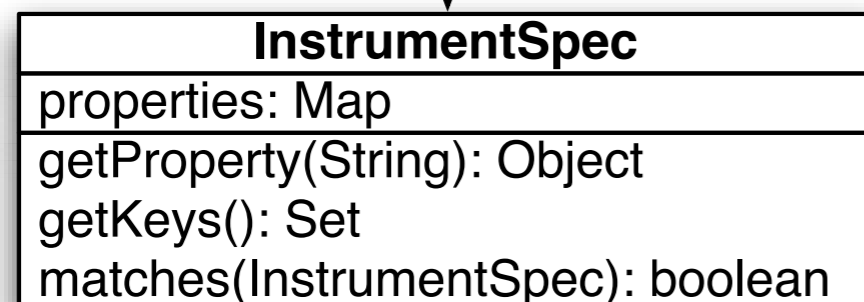 InstrumentSpec
properties: Map
getProperty(String): Object
getKeys(): Set
matches(InstrumentSpec): boolean